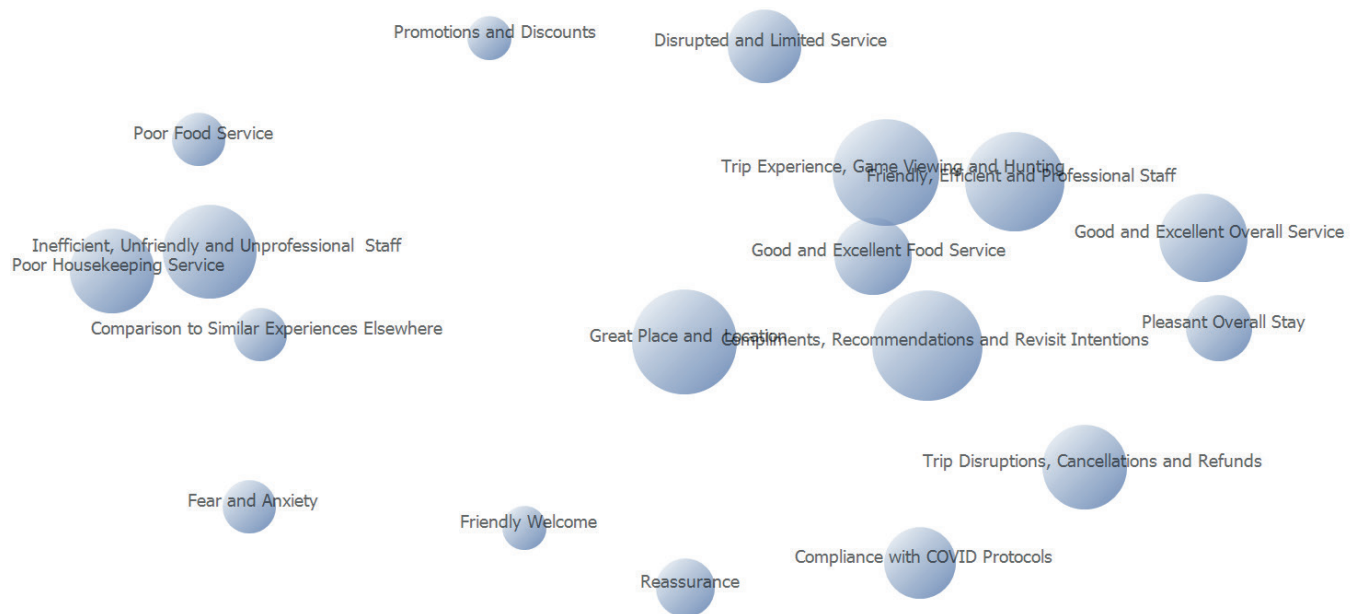 Promotions and Discounts
Disrupted and Limited Service
Poor Food Service
Trip Experience, Game Viewing and Hunting
Friendly, Efficient and Professional Staff
Good and Excellent Overall Service
Inefficient, Unfriendly and Unprofessional Staff
Good and Excellent Food Service
Poor Housekeeping Service
Pleasant Overall Stay
Comparison to Similar Experiences Elsewhere
Great Place and Location
Compliments, Recommendations and Revisit Intentions
Trip Disruptions, Cancellations and Refunds
Fear and Anxiety
Friendly Welcome
Compliance with COVID Protocols
Reassurance